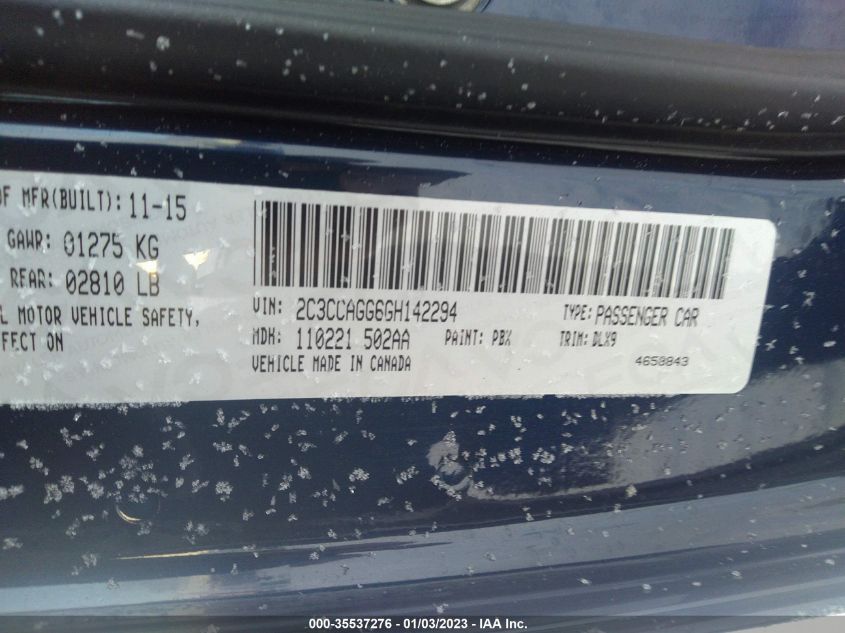 OF MFR(BUILT): 11-15
GAWR: 01275 KG
REAR: 02810 LB
MOTOR VEHICLE SAFETY,
ON
VIN: 2C3CCAGG6GH142294 TYPE: PASSENGER CAR
MDH: 110221 502AA PAINT: PBX TRIM: DLX9
VEHICLE MADE IN CANADA 4658843
000-35537276 - 01/03/2023 - IAA Inc.